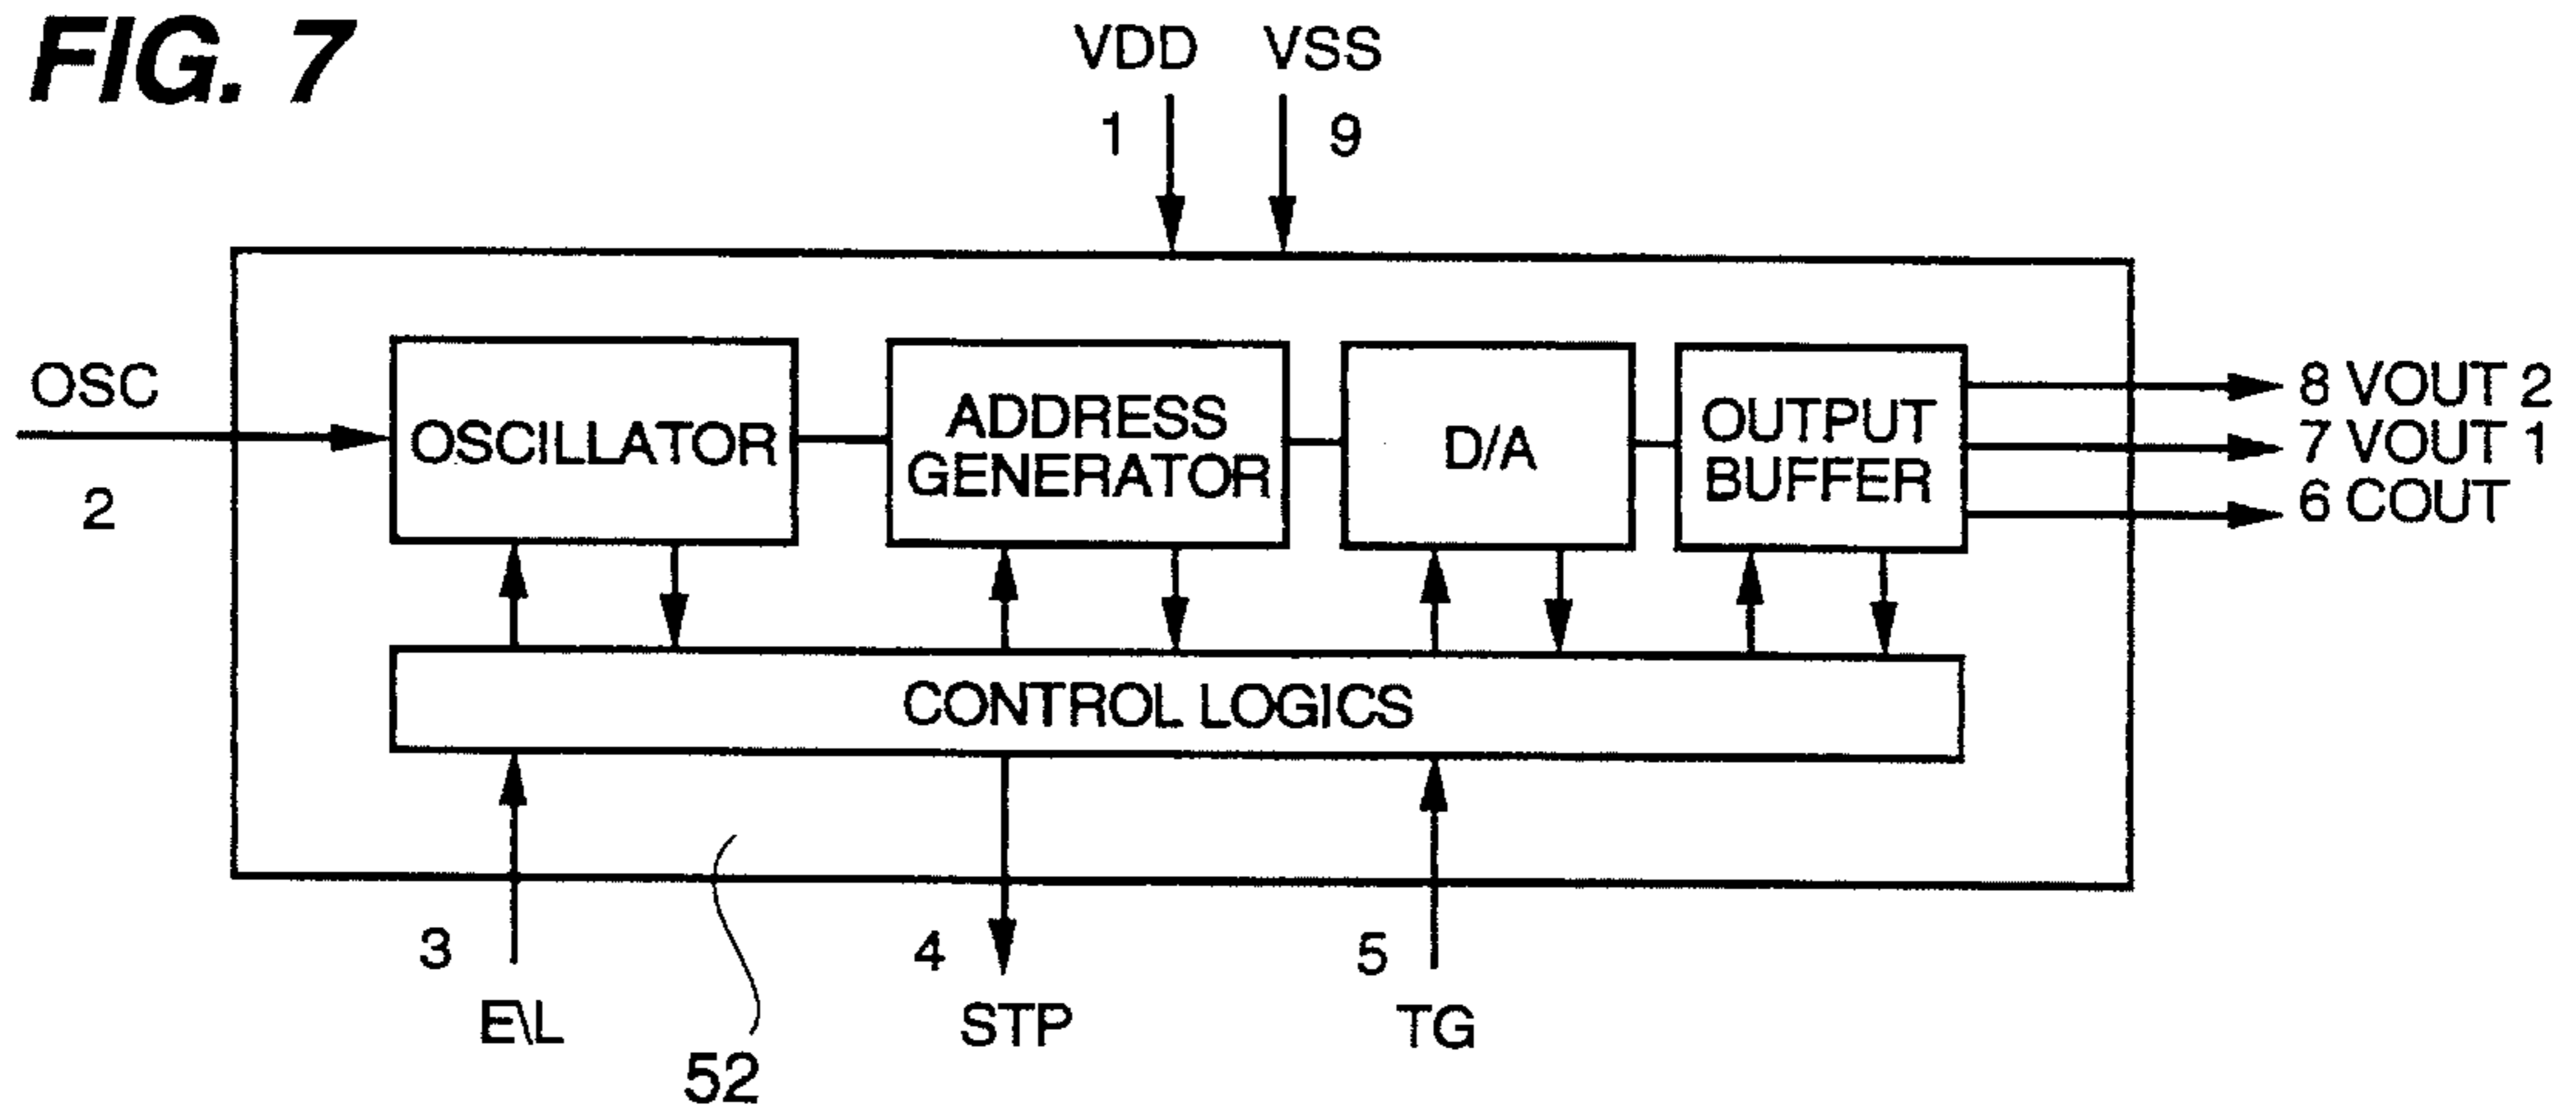 FIG. 7
VDD VSS
1 9
OSC
2
OSCILLATOR
ADDRESS
GENERATOR
D/A
OUTPUT
BUFFER
8 VOUT 2
7 VOUT 1
6 COUT
CONTROL LOGICS
3
E\L
4
STP
5
TG
52